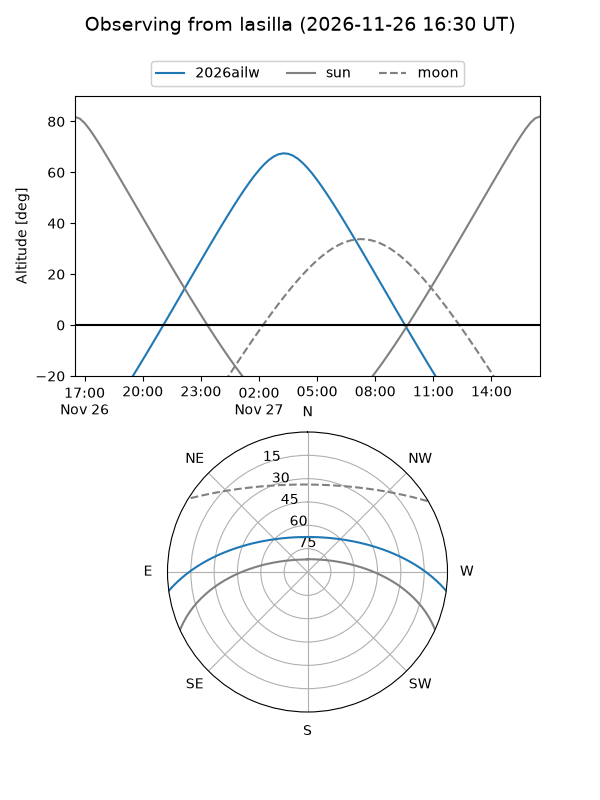 Observing from lasilla (2026-11-26 16:30 UT)
2026ailw sun moon
80
60
40
20
0
−20
Altitude [deg]
17:00 20:00 23:00 02:00 05:00 08:00 11:00 14:00
Nov 26 Nov 27
N
NE NW
15
30
45
60
75
E W
SE SW
S